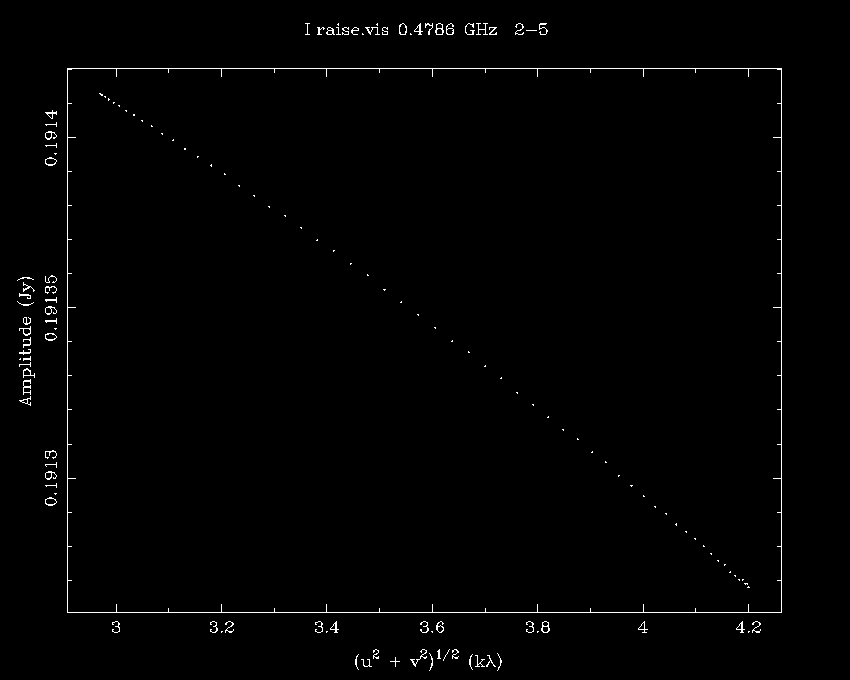 I raise.vis 0.4786 GHz 2-5
Amplitude (Jy)
0.1914
0.19135
0.1913
3 3.2 3.4 3.6 3.8 4 4.2
(u² + v²)^1/2 (kλ)